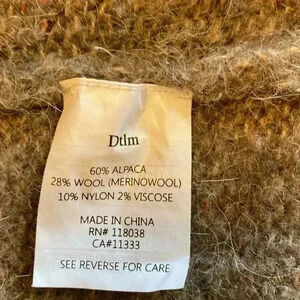 Dtlm
60% ALPACA
28% WOOL (MERINOWOOL)
10% NYLON 2% VISCOSE
MADE IN CHINA
RN# 118038
CA#11333
SEE REVERSE FOR CARE